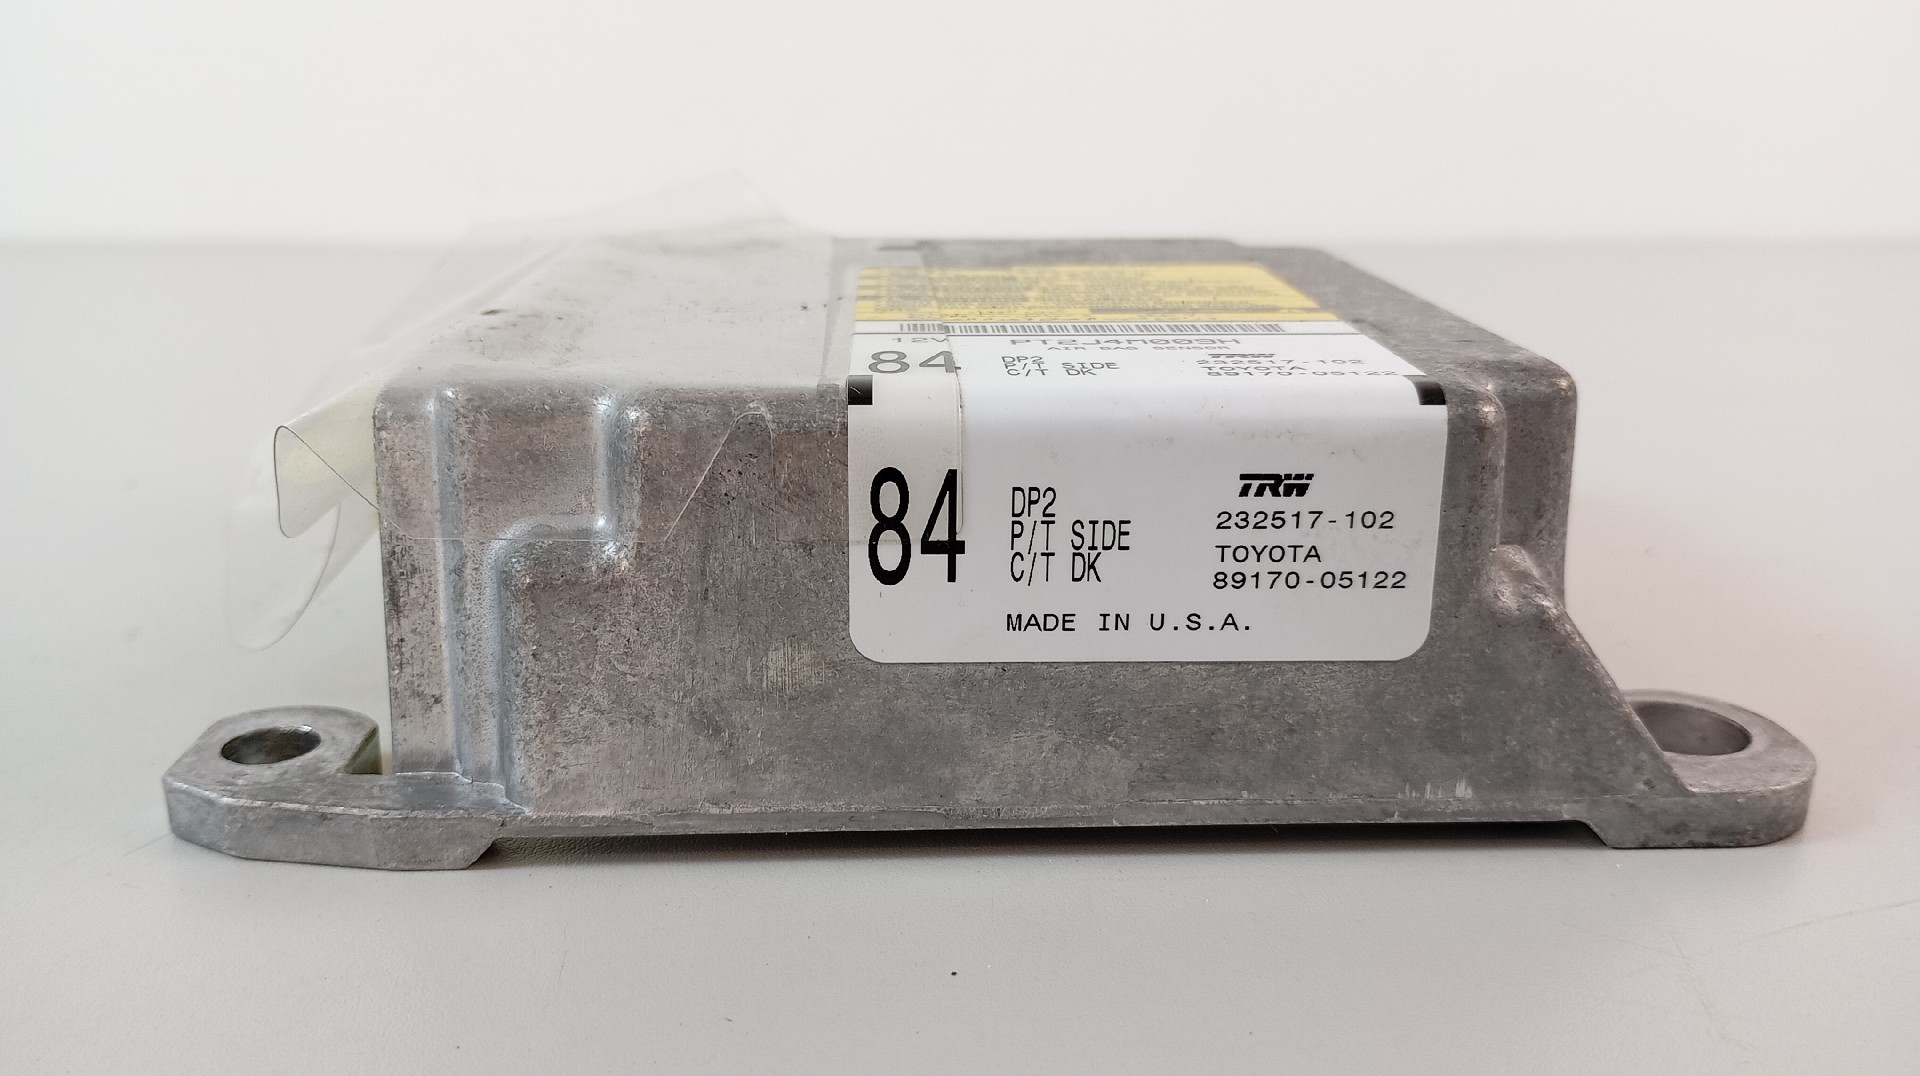 12V PT2J4M009H
AIR BAG SENSOR
84 DP2 TRW
P/T SIDE 232517-102
C/T DK TOYOTA
89170-05122
84 DP2 TRW
P/T SIDE 232517-102
C/T DK TOYOTA
89170-05122
MADE IN U.S.A.